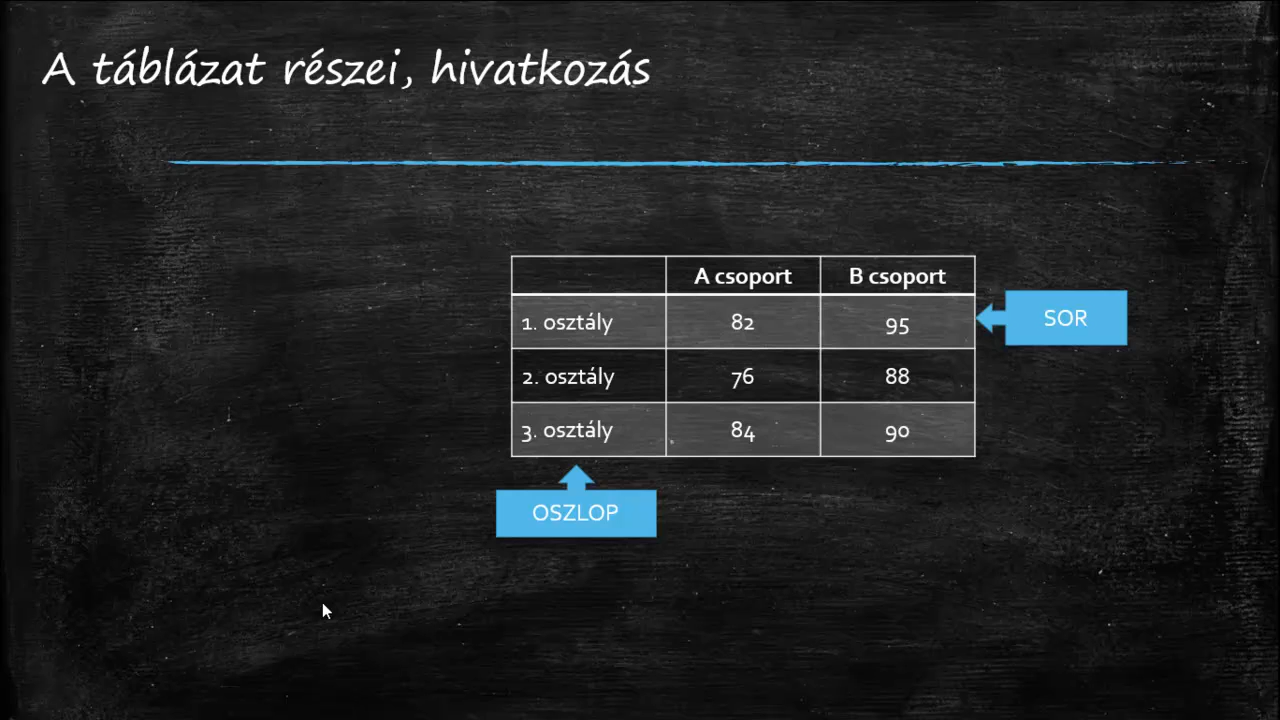 A táblázat részei, hivatkozás
A csoport B csoport
1. osztály 82 95
SOR
2. osztály 76 88
3. osztály 84 90
OSZLOP